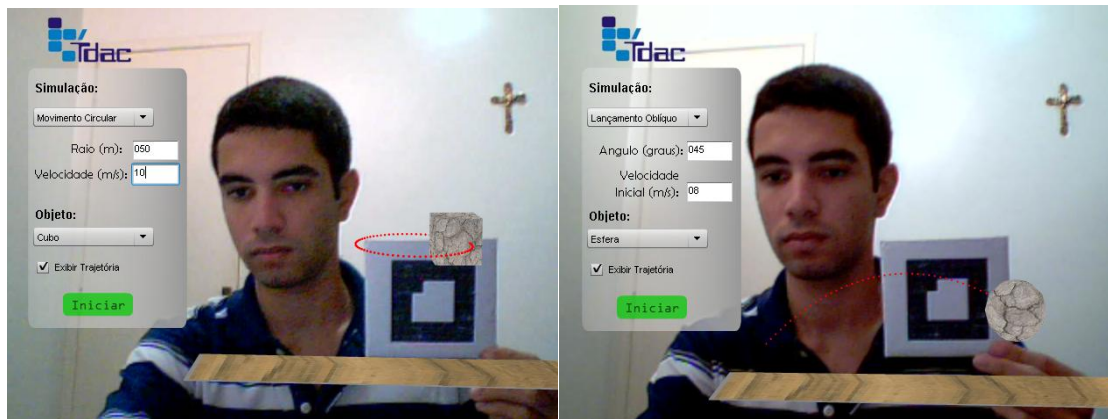 Tdac
Simulação:
Movimento Circular
Raio (m): 050
Velocidade (m/s): 10
Objeto:
Cubo
Exibir Trajetória
Iniciar
Tdac
Simulação:
Lançamento Oblíquo
Angulo (graus): 045
Velocidade
Inicial (m/s): 08
Objeto:
Esfera
Exibir Trajetória
Iniciar